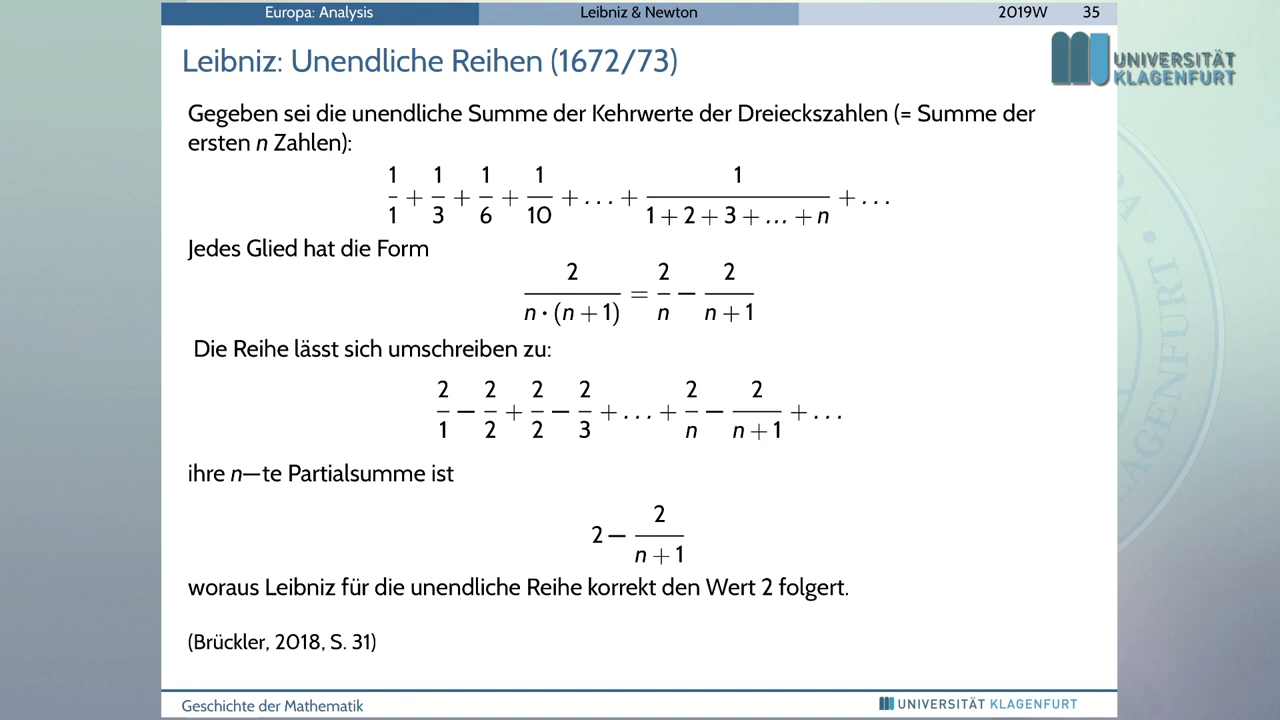 Europa: Analysis Leibniz & Newton 2019W 35
Leibniz: Unendliche Reihen (1672/73)
UNIVERSITÄT
KLAGENFURT
Gegeben sei die unendliche Summe der Kehrwerte der Dreieckszahlen (= Summe der
ersten n Zahlen):
1/1 + 1/3 + 1/6 + 1/10 + ... + 1/(1 + 2 + 3 + ... + n) + ...
Jedes Glied hat die Form
2/(n · (n + 1)) = 2/n − 2/(n + 1)
Die Reihe lässt sich umschreiben zu:
2/1 − 2/2 + 2/2 − 2/3 + ... + 2/n − 2/(n + 1) + ...
ihre n−te Partialsumme ist
2 − 2/(n + 1)
woraus Leibniz für die unendliche Reihe korrekt den Wert 2 folgert.
(Brückler, 2018, S. 31)
Geschichte der Mathematik UNIVERSITÄT KLAGENFURT
KLAGENFURT